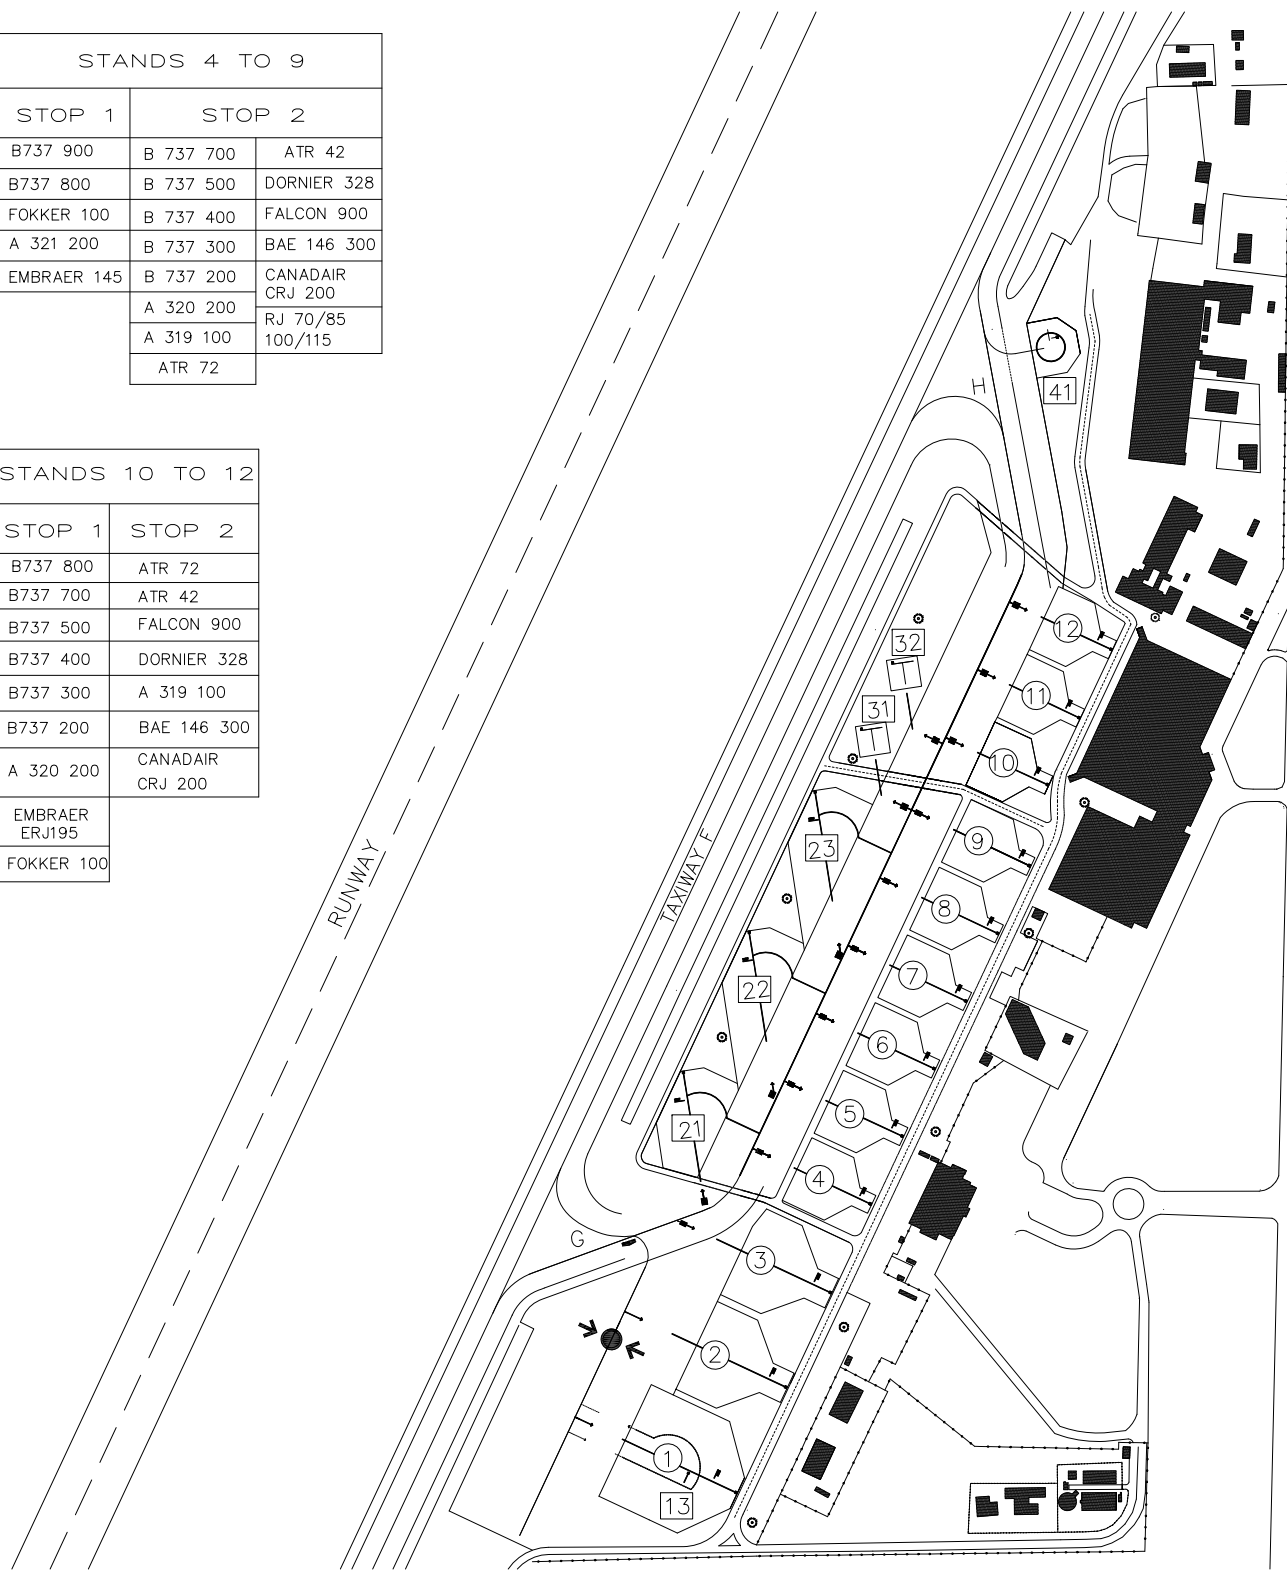 STANDS 4 TO 9
STOP 1 STOP 2
B737 900 B 737 700 ATR 42
B737 800 B 737 500 DORNIER 328
FOKKER 100 B 737 400 FALCON 900
A 321 200 B 737 300 BAE 146 300
EMBRAER 145 B 737 200 CANADAIR
CRJ 200
A 320 200 RJ 70/85
A 319 100 100/115
ATR 72
STANDS 10 TO 12
STOP 1 STOP 2
B737 800 ATR 72
B737 700 ATR 42
B737 500 FALCON 900
B737 400 DORNIER 328
B737 300 A 319 100
B737 200 BAE 146 300
A 320 200 CANADAIR
CRJ 200
EMBRAER
ERJ195
FOKKER 100
RUNWAY
TAXIWAY F
H
41
12
32
11
31
10
9
23
8
7
22
6
5
21
4
G
3
2
1
13